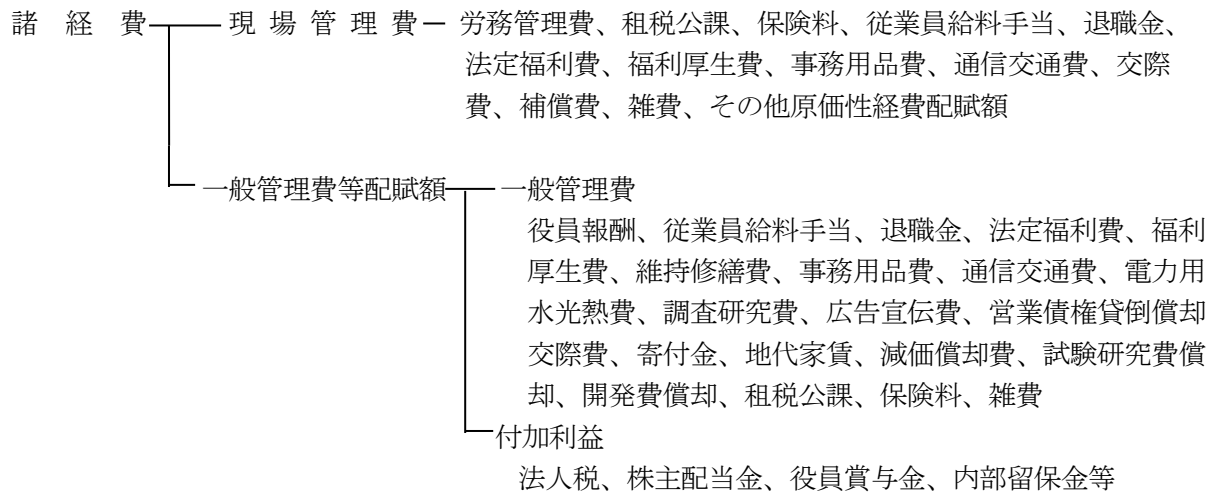 諸経費 現場管理費 労務管理費、租税公課、保険料、従業員給料手当、退職金、
法定福利費、福利厚生費、事務用品費、通信交通費、交際
費、補償費、雑費、その他原価性経費配賦額
一般管理費等配賦額 一般管理費
役員報酬、従業員給料手当、退職金、法定福利費、福利
厚生費、維持修繕費、事務用品費、通信交通費、電力用
水光熱費、調査研究費、広告宣伝費、営業債権貸倒償却
交際費、寄付金、地代家賃、減価償却費、試験研究費償
却、開発費償却、租税公課、保険料、雑費
付加利益
法人税、株主配当金、役員賞与金、内部留保金等